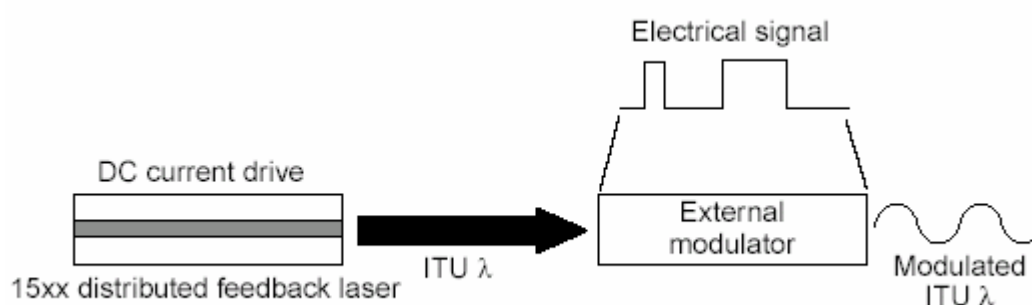 Electrical signal
DC current drive
External
modulator
ITU λ
15xx distributed feedback laser
Modulated
ITU λ